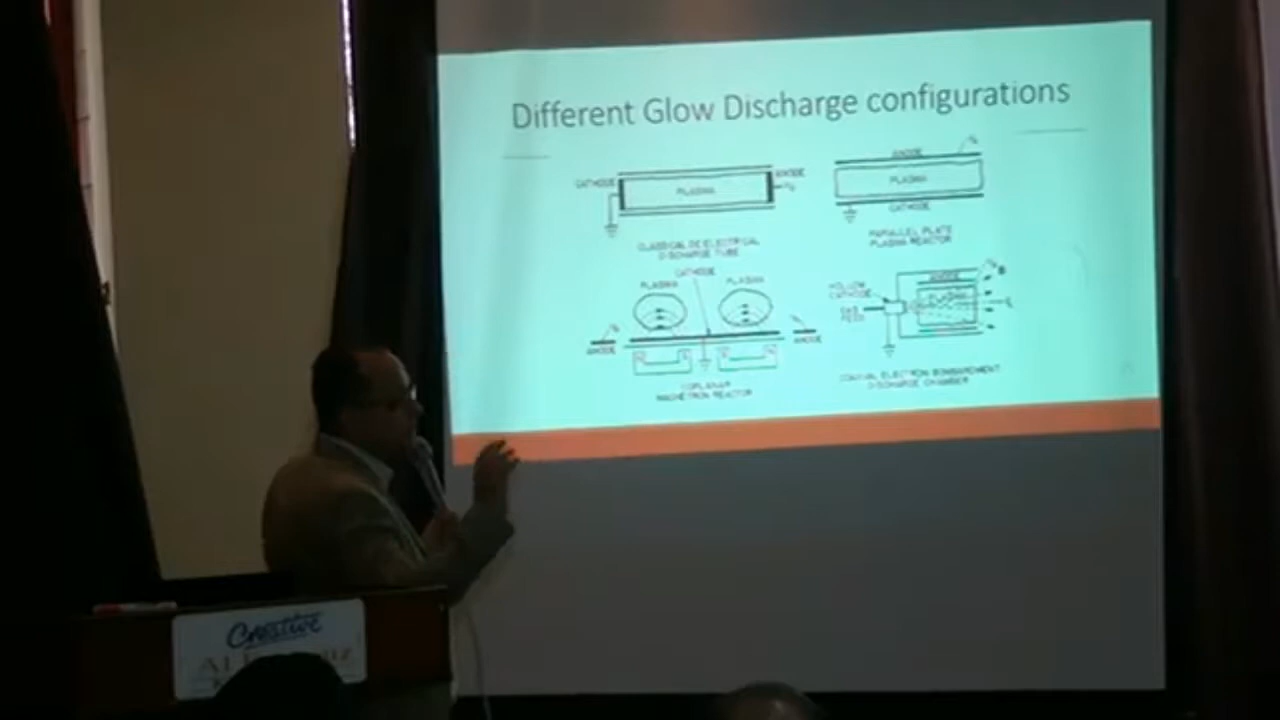 Different Glow Discharge configurations
CATHODE
PLASMA
ANODE
CLASSICAL DC ELECTRICAL
DISCHARGE TUBE
ANODE
PLASMA
CATHODE
PARALLEL PLATE
PLASMA REACTOR
CATHODE
PLASMA
PLASMA
ANODE
ANODE
COPLANAR
MAGNETRON REACTOR
HOLLOW
CATHODE
ANODE
PLASMA
COAXIAL ELECTRON BOMBARDMENT
DISCHARGE CHAMBER
Creative